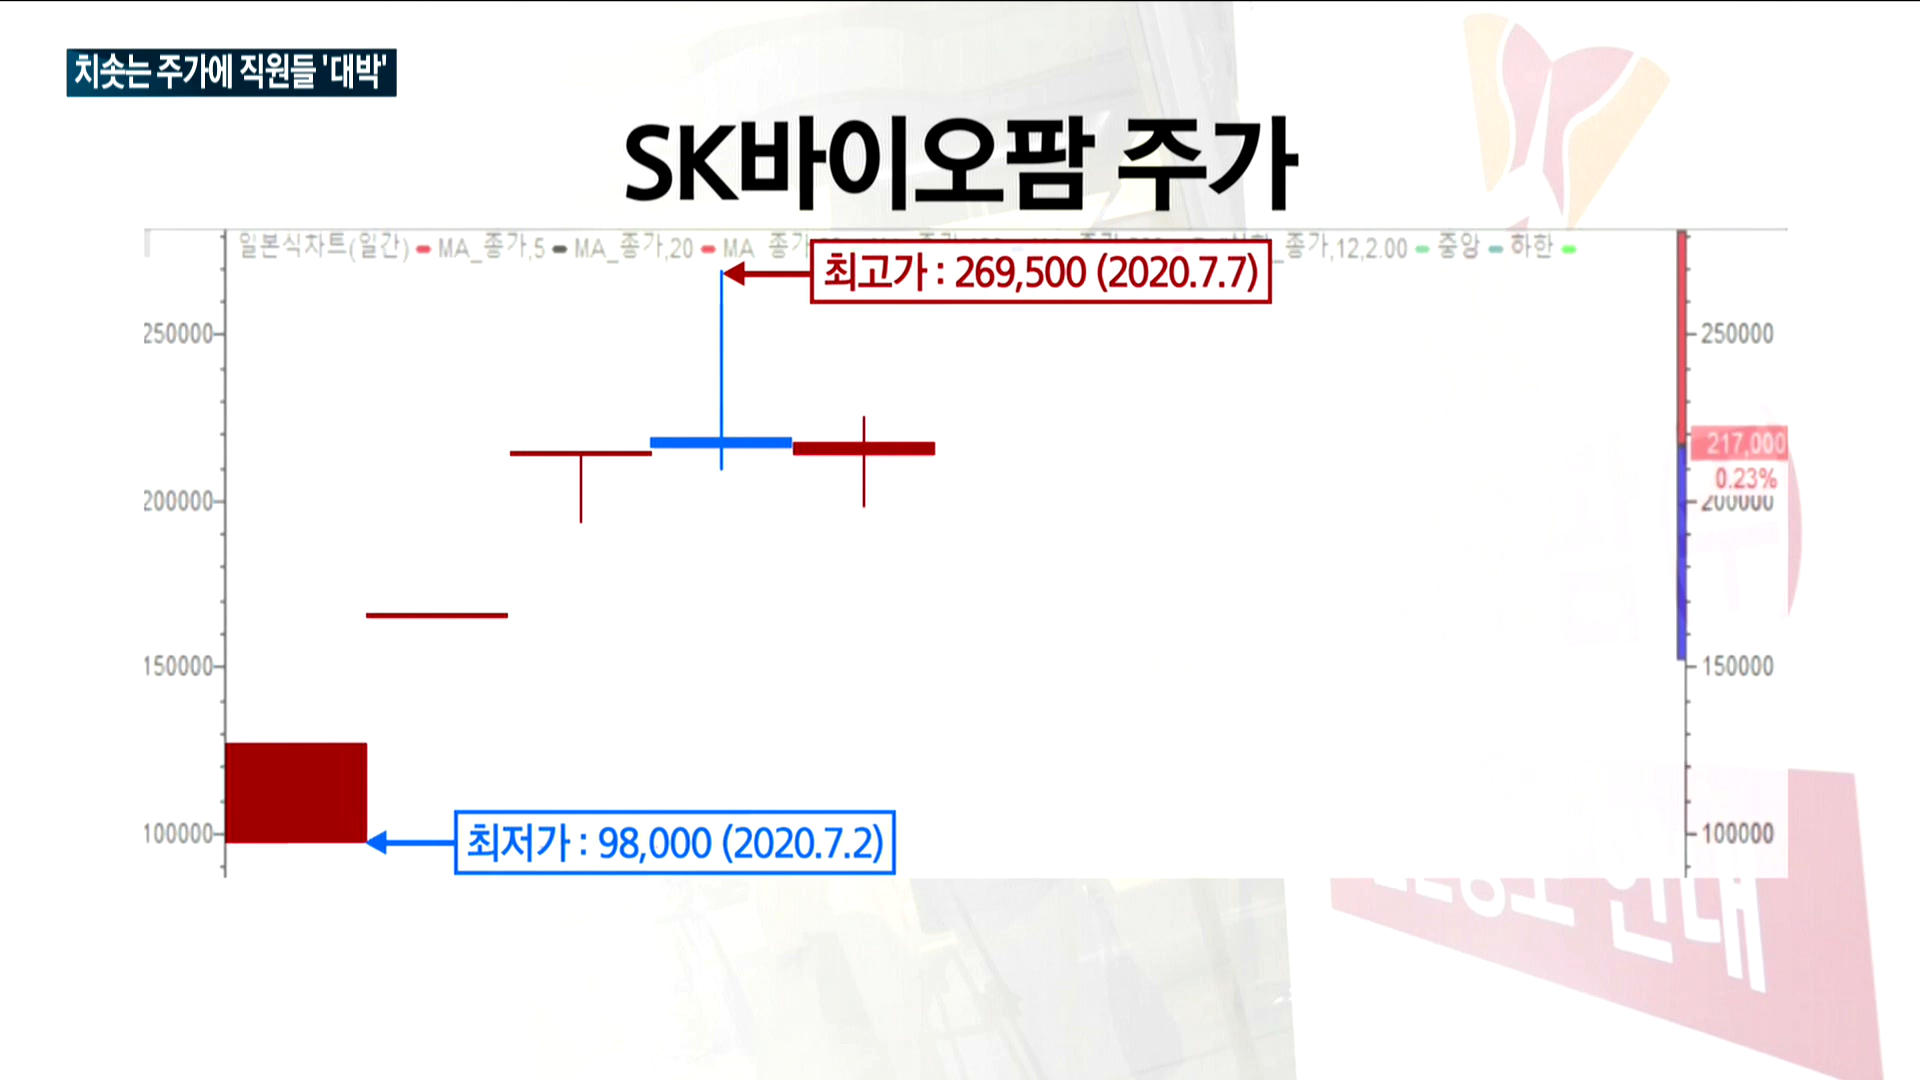 치솟는 주가에 직원들 '대박'
SK바이오팜 주가
일본식차트(일간) MA_종가,5 MA_종가,20 MA 종가 종가,12,2.00 중앙 하한
최고가 : 269,500 (2020.7.7)
250000 250000
217,000
0.23%
200000 200000
150000 150000
최저가 : 98,000 (2020.7.2)
100000 100000